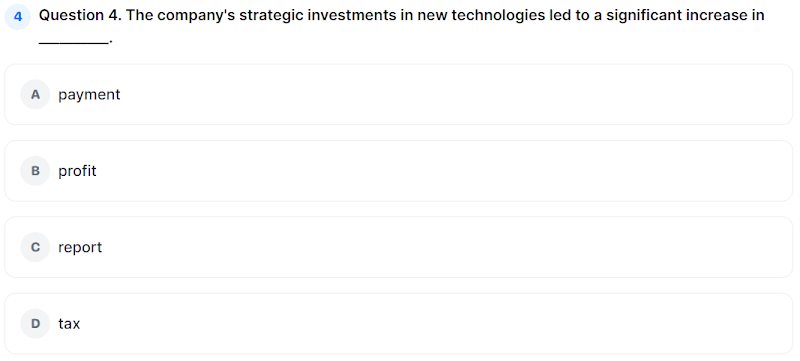 4 Question 4. The company's strategic investments in new technologies led to a significant increase in
__________.
A payment
B profit
C report
D tax